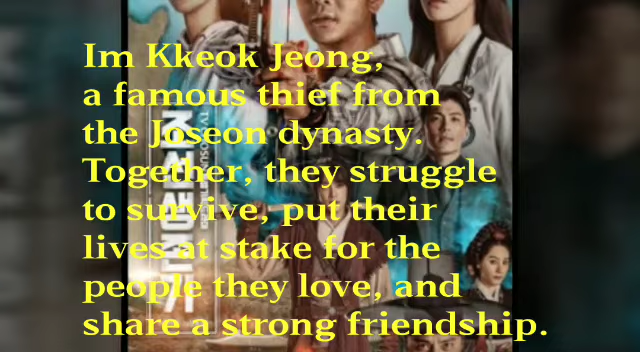 Im Kkeok Jeong,
a famous thief from
the Joseon dynasty.
Together, they struggle
to survive, put their
lives at stake for the
people they love, and
share a strong friendship.